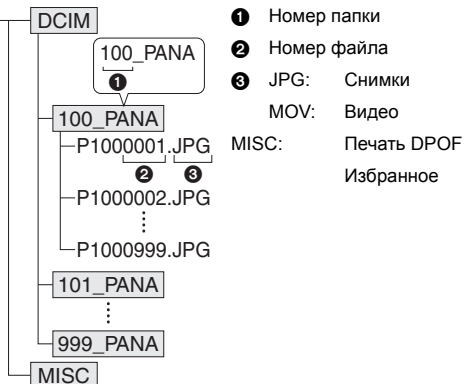 DCIM
100_PANA
❶
100_PANA
P1000001.JPG
❷ ❸
P1000002.JPG
P1000999.JPG
101_PANA
999_PANA
MISC
❶ Номер папки
❷ Номер файла
❸ JPG: Снимки
MOV: Видео
MISC: Печать DPOF
Избранное